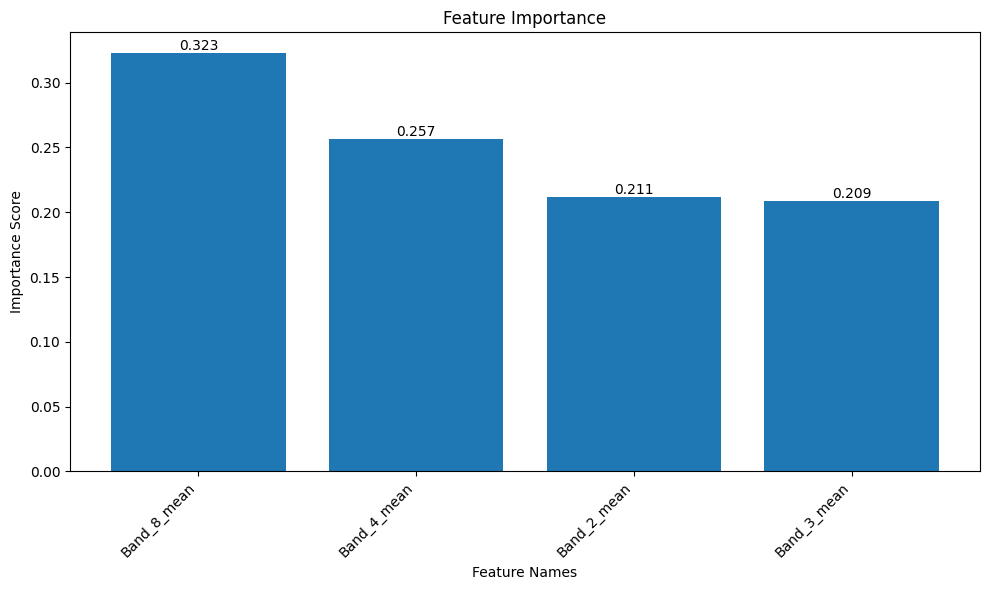 Feature Importance
0.323
0.257
0.211
0.209
0.30
0.25
0.20
0.15
0.10
0.05
0.00
Importance Score
Band_8_mean
Band_4_mean
Band_2_mean
Band_3_mean
Feature Names